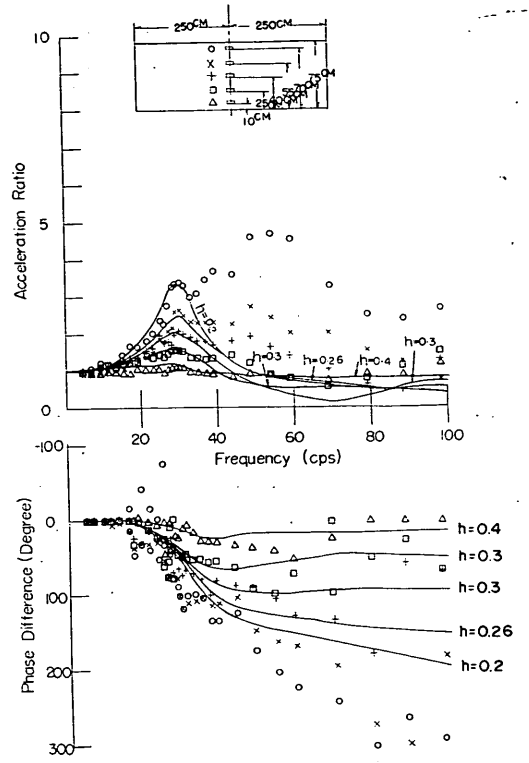 250CM 250CM
10
5
0
Acceleration Ratio
10CM
h=0.3
h=0.26
h=0.4
h=0.3
20 40 60 80 100
Frequency (cps)
-100
0
100
200
300
Phase Difference (Degree)
h=0.4
h=0.3
h=0.3
h=0.26
h=0.2